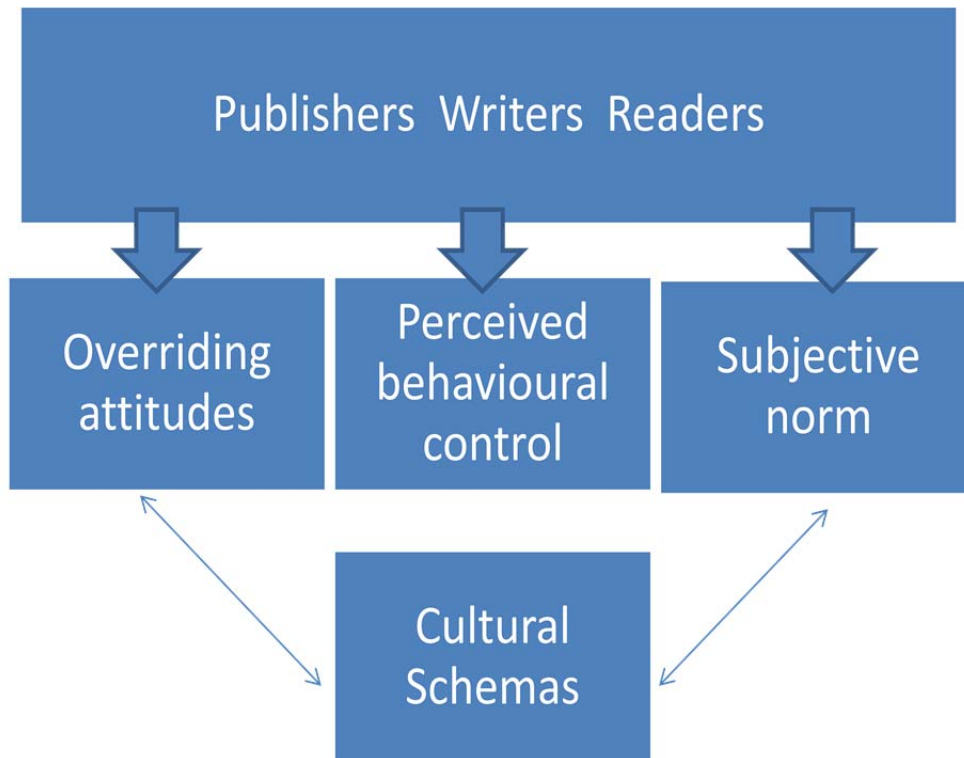 Publishers Writers Readers
Overriding
attitudes
Perceived
behavioural
control
Subjective
norm
Cultural
Schemas